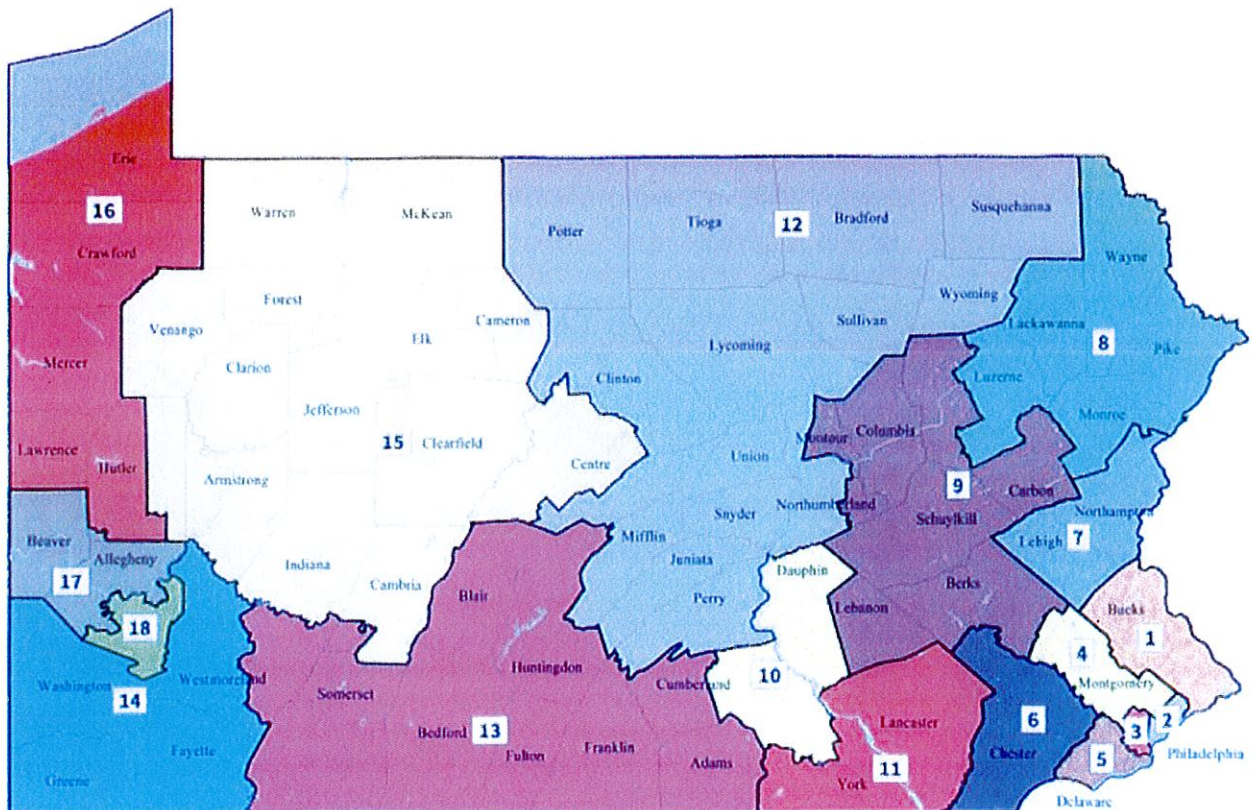 Erie
16
Warren
McKean
Potter
Tioga
12
Bradford
Susquehanna
Crawford
Wayne
Venango
Forest
Cameron
Elk
Wyoming
Sullivan
Lackawanna
8
Pike
Mercer
Clarion
Lycoming
Clinton
Luzerne
Jefferson
Monroe
Lawrence
Butler
15
Clearfield
Centre
Union
Montour
Columbia
Armstrong
9
Carbon
Northumberland
Snyder
Schuylkill
Northampton
Beaver
Allegheny
Mifflin
Lehigh
7
17
Indiana
Cambria
Juniata
Dauphin
Blair
Perry
Lebanon
Berks
Bucks
18
1
4
Huntingdon
Washington
Westmoreland
Somerset
Cumberland
10
Montgomery
14
Bedford
13
Lancaster
6
2
3
Fayette
Fulton
Franklin
Adams
Chester
5
Philadelphia
Greene
York
11
Delaware